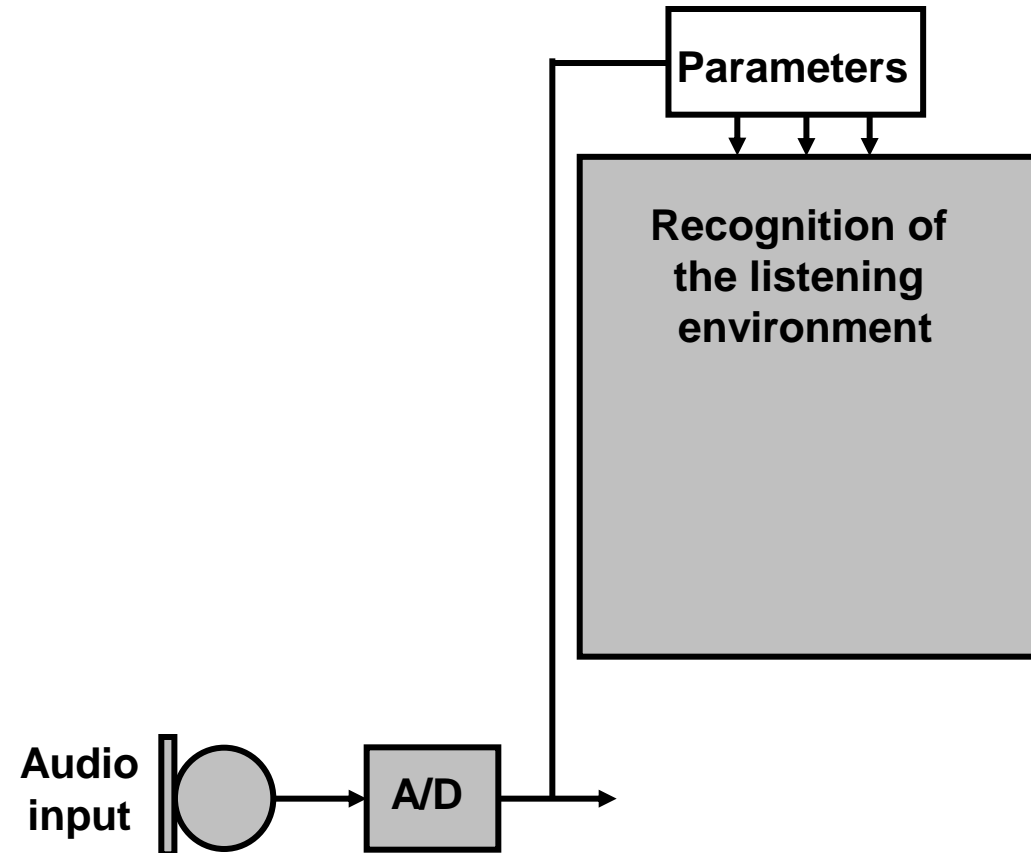 Parameters
Recognition of
the listening
environment
Audio
input
A/D